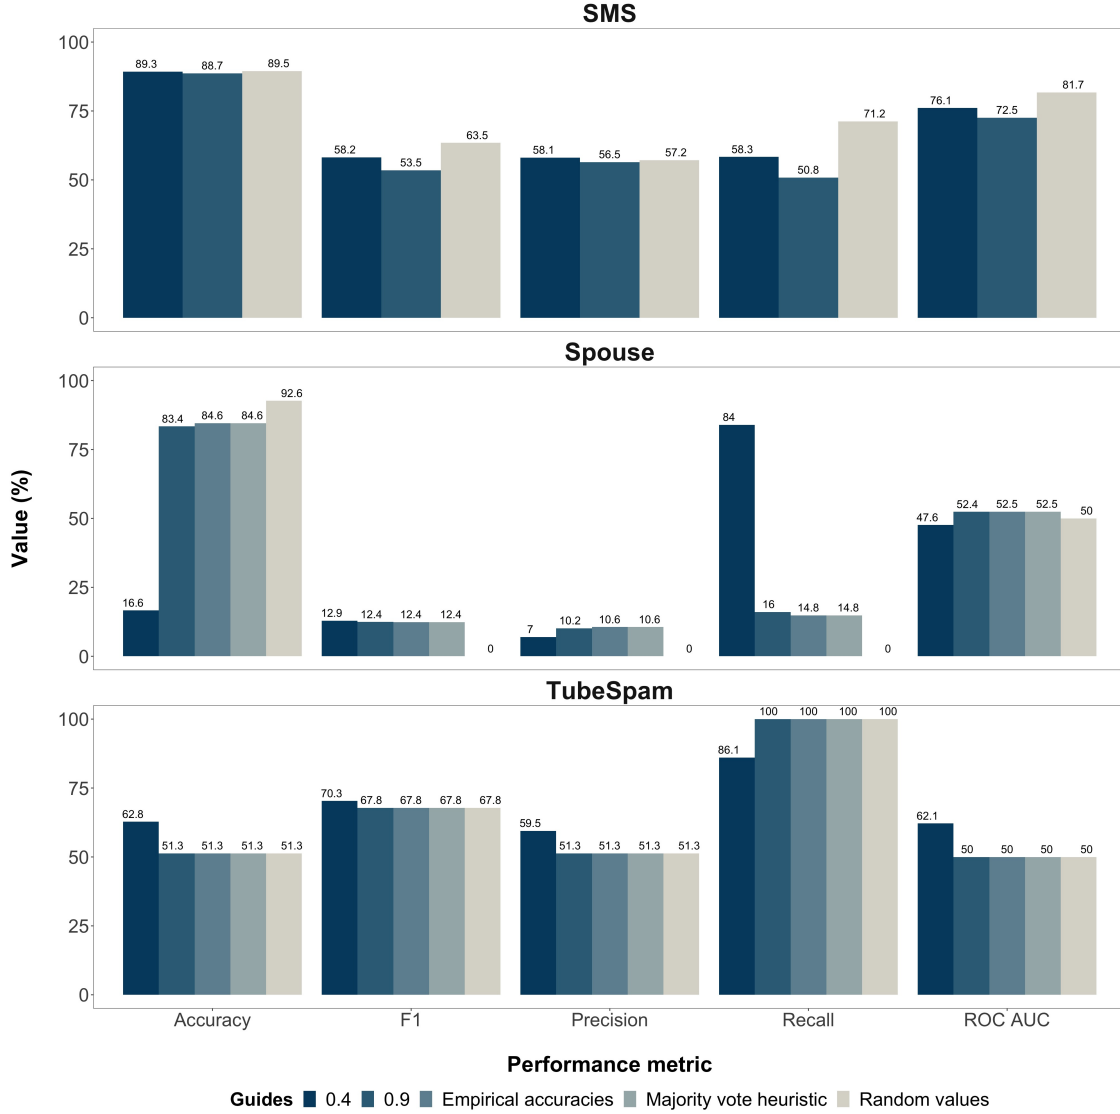 SMS
100
75
50
25
0
89.3 88.7 89.5
58.2 53.5 63.5
58.1 56.5 57.2
58.3 50.8 71.2
76.1 72.5 81.7
Spouse
100
75
50
25
0
16.6 83.4 84.6 84.6 92.6
12.9 12.4 12.4 12.4 0
7 10.2 10.6 10.6 0
84 16 14.8 14.8 0
47.6 52.4 52.5 52.5 50
Value (%)
TubeSpam
100
75
50
25
0
62.8 51.3 51.3 51.3 51.3
70.3 67.8 67.8 67.8 67.8
59.5 51.3 51.3 51.3 51.3
86.1 100 100 100 100
62.1 50 50 50 50
Accuracy F1 Precision Recall ROC AUC
Performance metric
Guides 0.4 0.9 Empirical accuracies Majority vote heuristic Random values